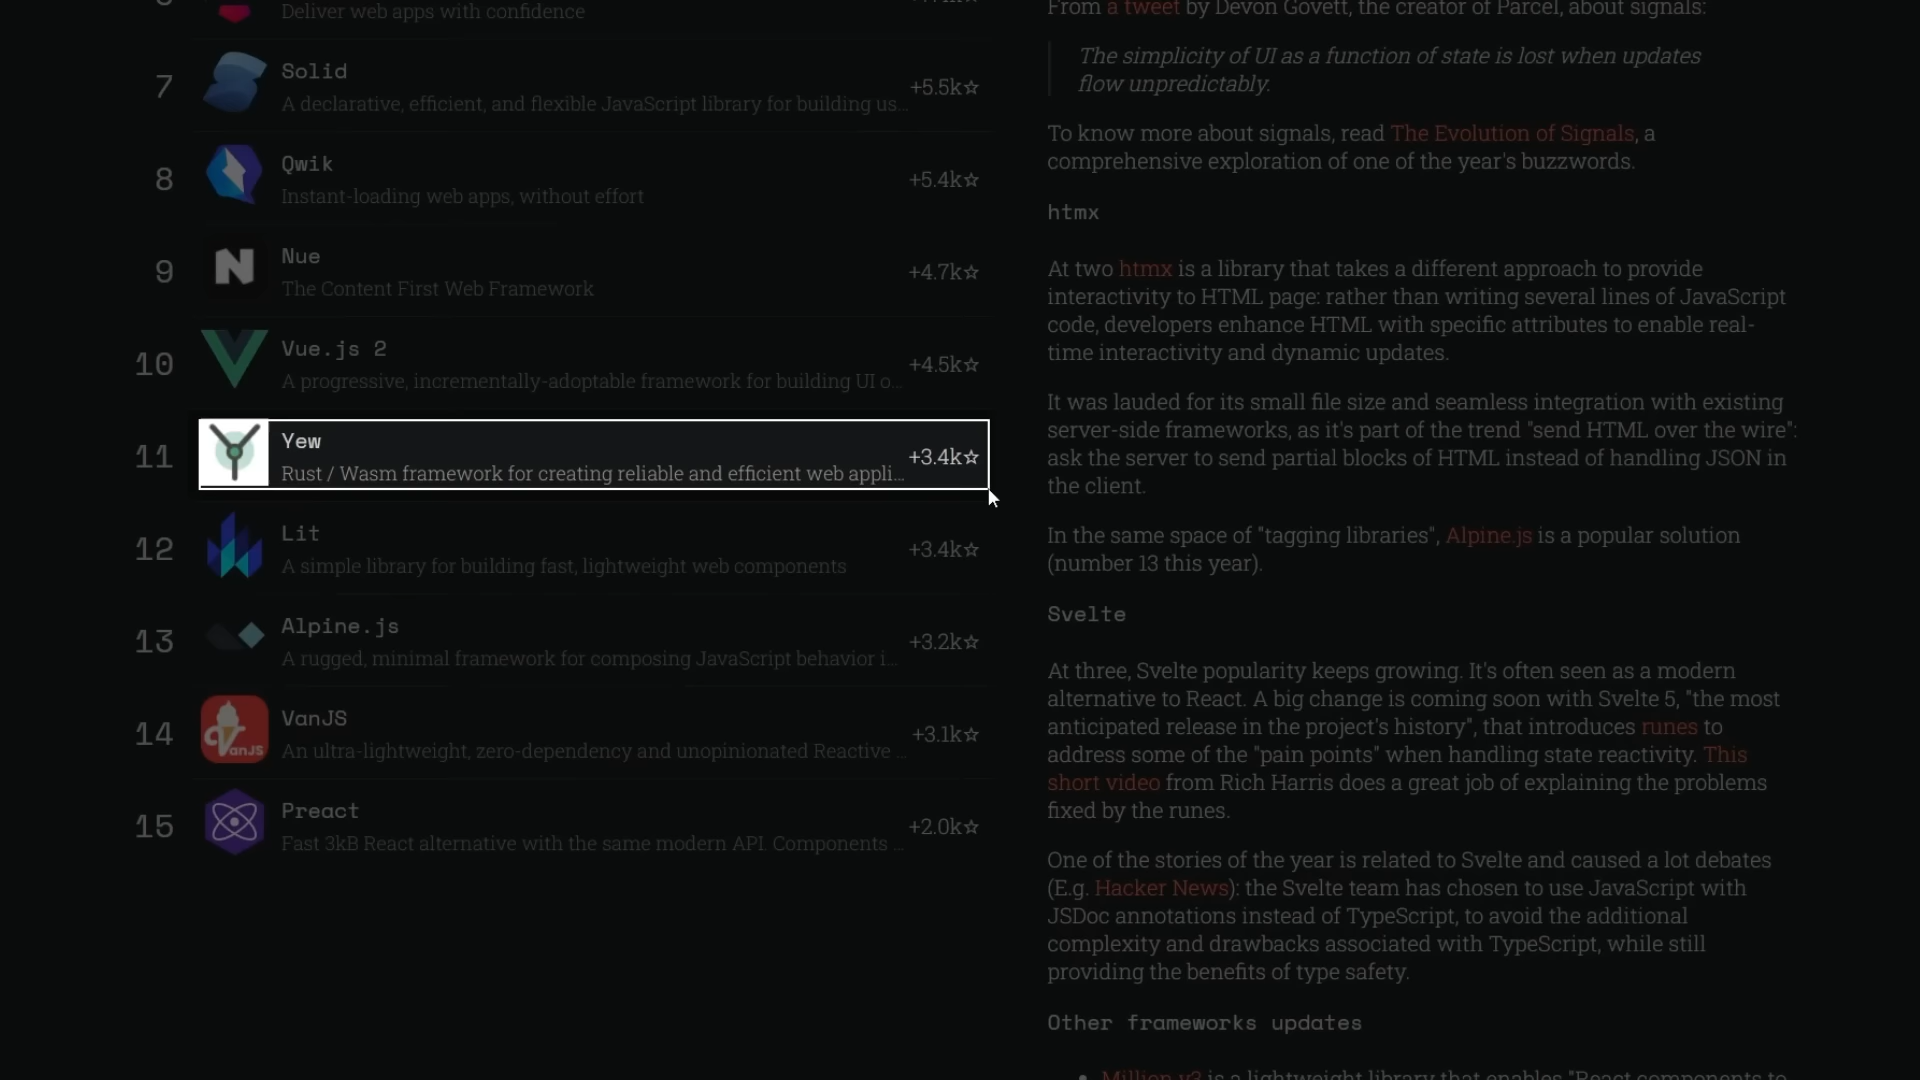 Deliver web apps with confidence
7
Solid
A declarative, efficient, and flexible JavaScript library for building us...
+5.5k☆
8
Qwik
Instant-loading web apps, without effort
+5.4k☆
9
Nue
The Content First Web Framework
+4.7k☆
10
Vue.js 2
A progressive, incrementally-adoptable framework for building UI o...
+4.5k☆
11
Yew
Rust / Wasm framework for creating reliable and efficient web appli...
+3.4k☆
12
Lit
A simple library for building fast, lightweight web components
+3.4k☆
13
Alpine.js
A rugged, minimal framework for composing JavaScript behavior i...
+3.2k☆
14
VanJS
VanJS
An ultra-lightweight, zero-dependency and unopinionated Reactive ...
+3.1k☆
15
Preact
Fast 3kB React alternative with the same modern API. Components ...
+2.0k☆
From a tweet by Devon Govett, the creator of Parcel, about signals:
The simplicity of UI as a function of state is lost when updates
flow unpredictably.
To know more about signals, read The Evolution of Signals, a
comprehensive exploration of one of the year's buzzwords.
htmx
At two htmx is a library that takes a different approach to provide
interactivity to HTML page: rather than writing several lines of JavaScript
code, developers enhance HTML with specific attributes to enable real-
time interactivity and dynamic updates.
It was lauded for its small file size and seamless integration with existing
server-side frameworks, as it's part of the trend "send HTML over the wire":
ask the server to send partial blocks of HTML instead of handling JSON in
the client.
In the same space of "tagging libraries", Alpine.js is a popular solution
(number 13 this year).
Svelte
At three, Svelte popularity keeps growing. It's often seen as a modern
alternative to React. A big change is coming soon with Svelte 5, "the most
anticipated release in the project's history", that introduces runes to
address some of the "pain points" when handling state reactivity. This
short video from Rich Harris does a great job of explaining the problems
fixed by the runes.
One of the stories of the year is related to Svelte and caused a lot debates
(E.g. Hacker News): the Svelte team has chosen to use JavaScript with
JSDoc annotations instead of TypeScript, to avoid the additional
complexity and drawbacks associated with TypeScript, while still
providing the benefits of type safety.
Other frameworks updates
Million v3 is a lightweight library that enables "React components to